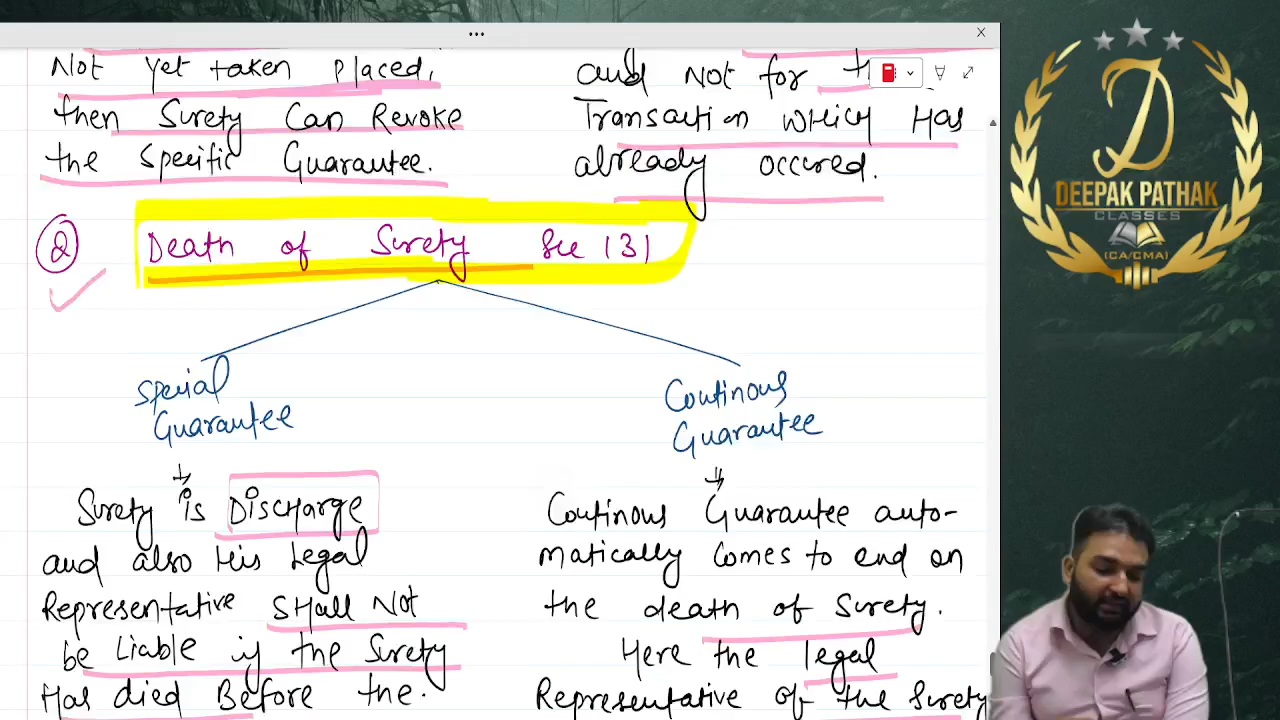 Not yet taken placed,
then Surety Can Revoke
the Specific Guarantee.
and Not for
Transaction which Has
already occured.
2
Death of Surety Sec 131
Special
Guarantee
Surety is Discharge
and also His Legal
Representative SHall Not
be Liable if the Surety
Has died Before the.
Continous
Guarantee
Continous Guarantee auto-
matically comes to end on
the death of Surety.
Here the legal
Representative of the Surety
D
DEEPAK PATHAK
CLASSES
(CA/CMA)